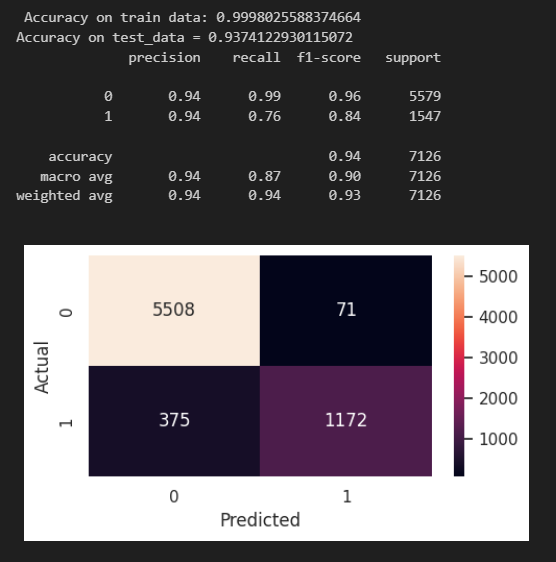 Accuracy on train data: 0.9998025588374664
Accuracy on test_data = 0.9374122930115072
precision recall f1-score support
0 0.94 0.99 0.96 5579
1 0.94 0.76 0.84 1547
accuracy 0.94 7126
macro avg 0.94 0.87 0.90 7126
weighted avg 0.94 0.94 0.93 7126
5508 71
375 1172
Actual
0
1
0 1
Predicted
5000
4000
3000
2000
1000